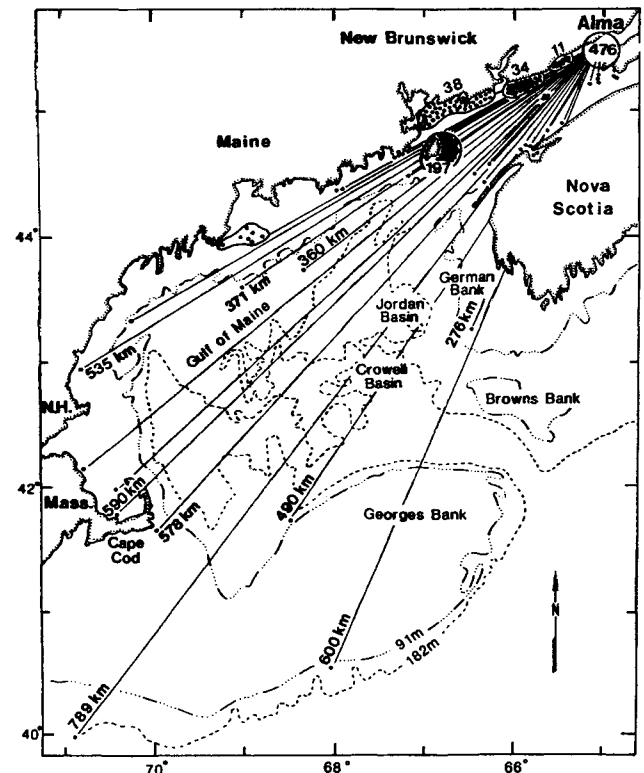 Alma
New Brunswick
11
476
34
38
Maine
197
Nova
Scotia
44°
360 km
371 km
German
Bank
Jordan
Basin
276 km
Gulf of Maine
535 km
Crowell
Basin
N.H.
Browns Bank
42°
Mass.
590 km
578 km
490 km
Georges Bank
Cape
Cod
N
600 km
91m
182m
789 km
40°
70°
68
66